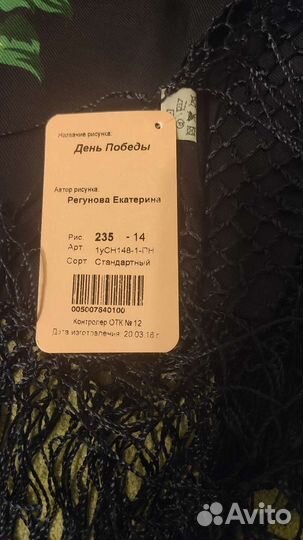 Название рисунка:
День Победы
Автор рисунка:
Регунова Екатерина
Рис. 235 - 14
Арт 1уСН148-1-ПН
Сорт Стандартный
005007840100
Контролер ОТК № 12
Дата изготовления: 20.03.18 г.
Avito